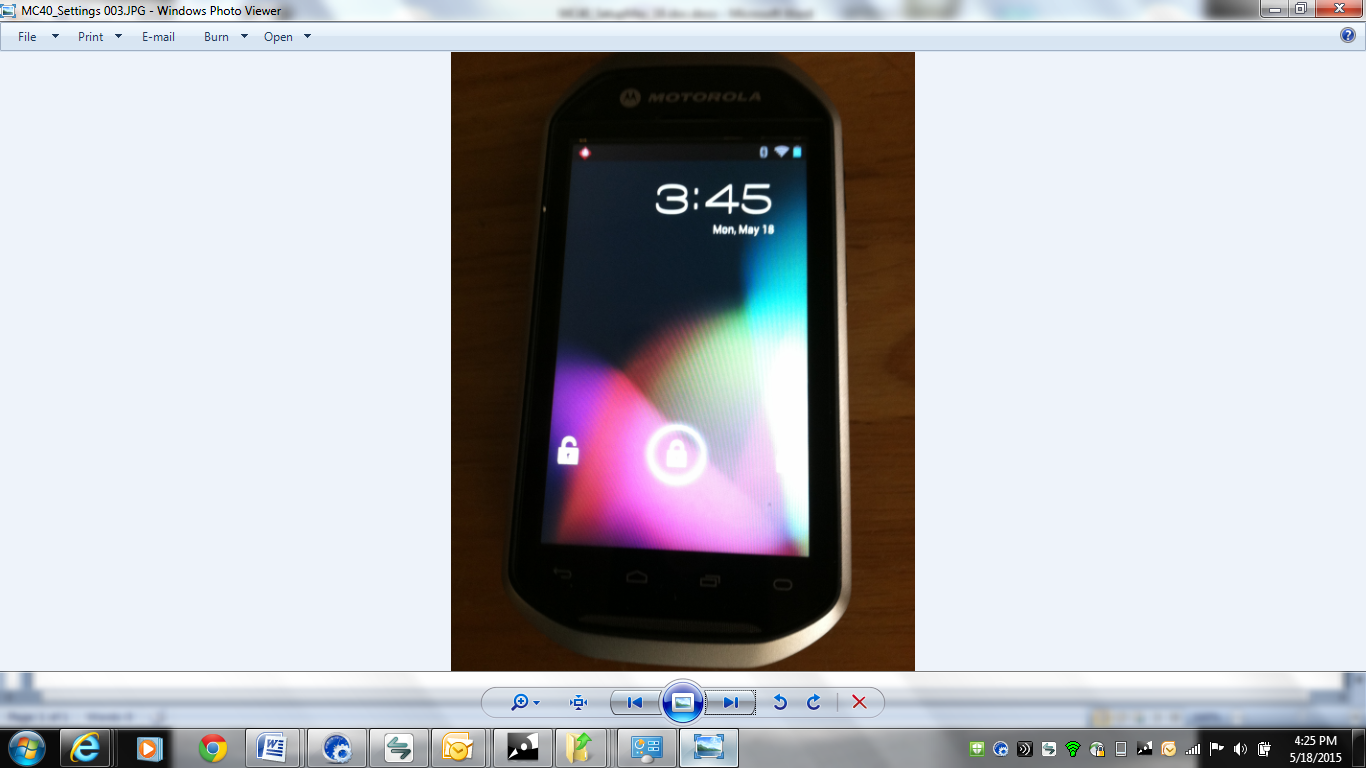 MC40_Settings 003.JPG - Windows Photo Viewer
File Print E-mail Burn Open
MOTOROLA
3:45
Mon, May 18
4:25 PM
5/18/2015